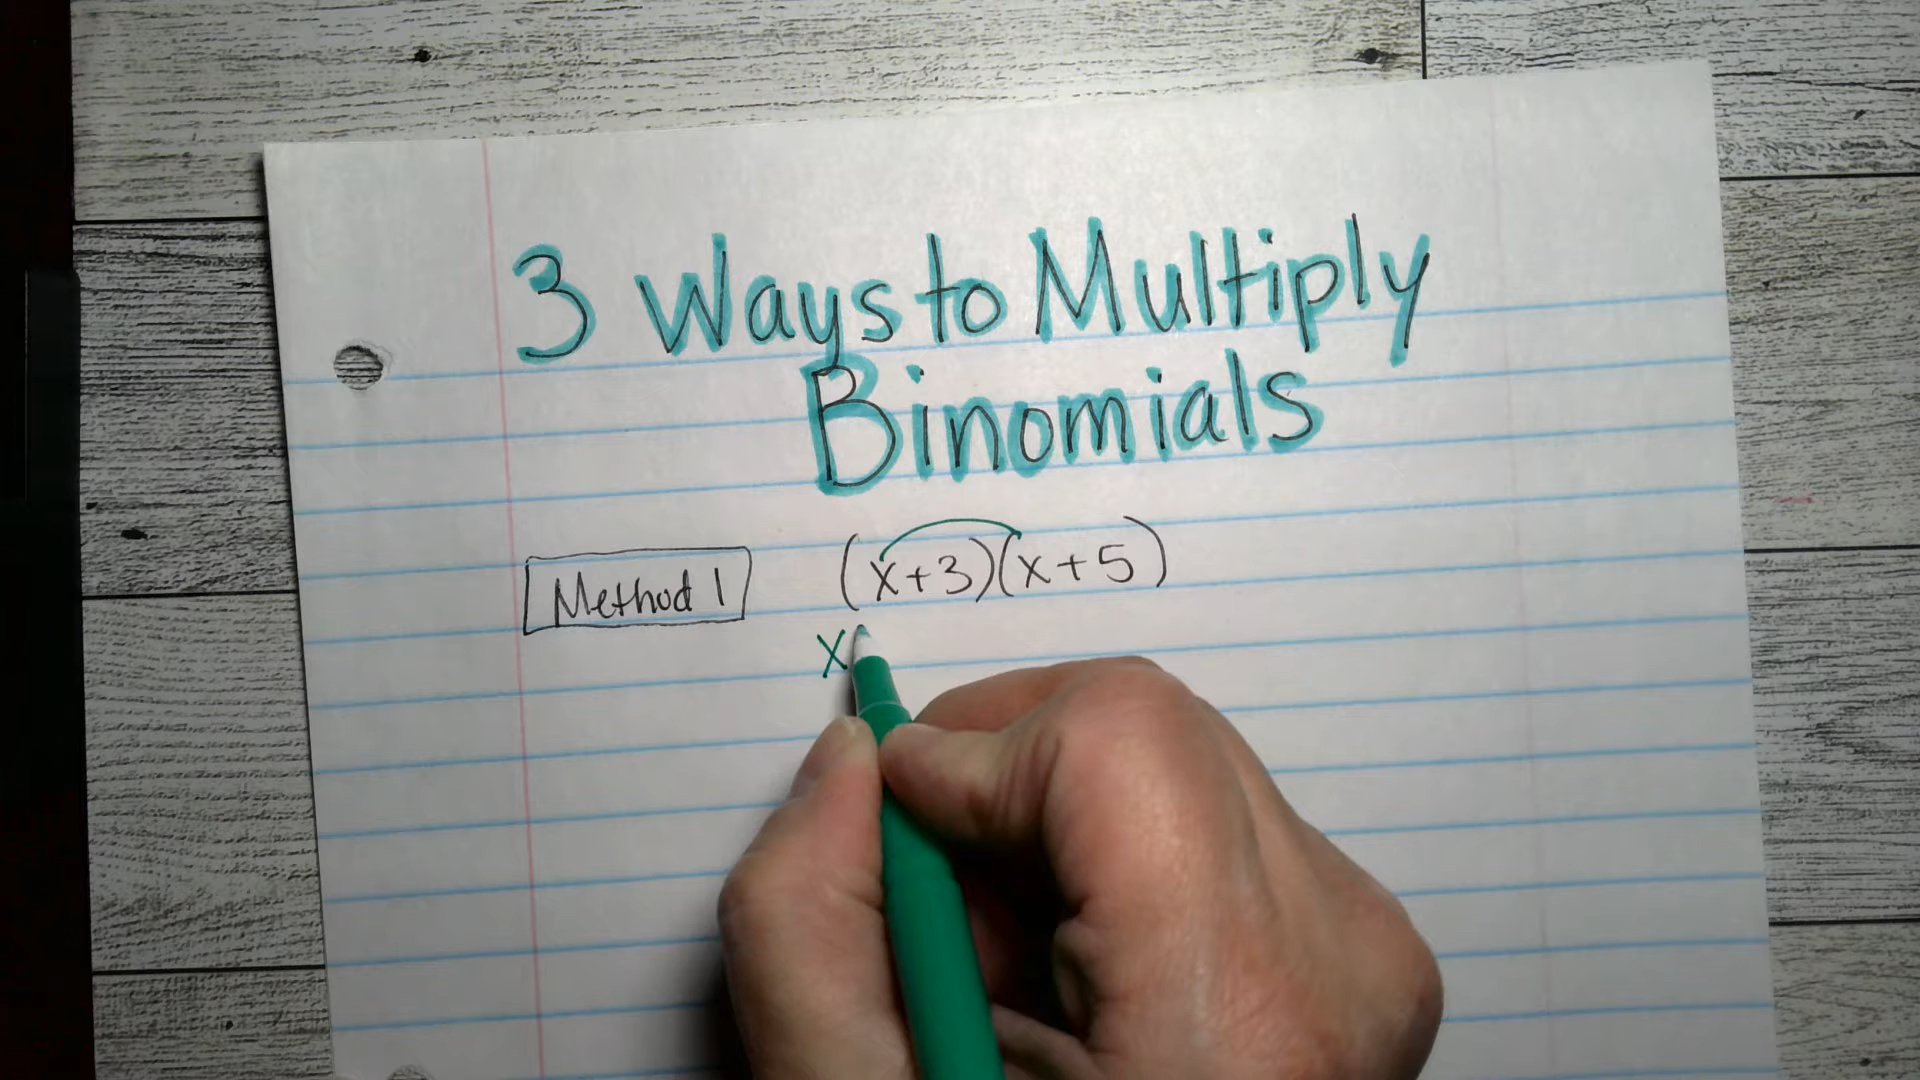 3 Ways to Multiply
Binomials
Method 1 (x+3)(x+5)
x